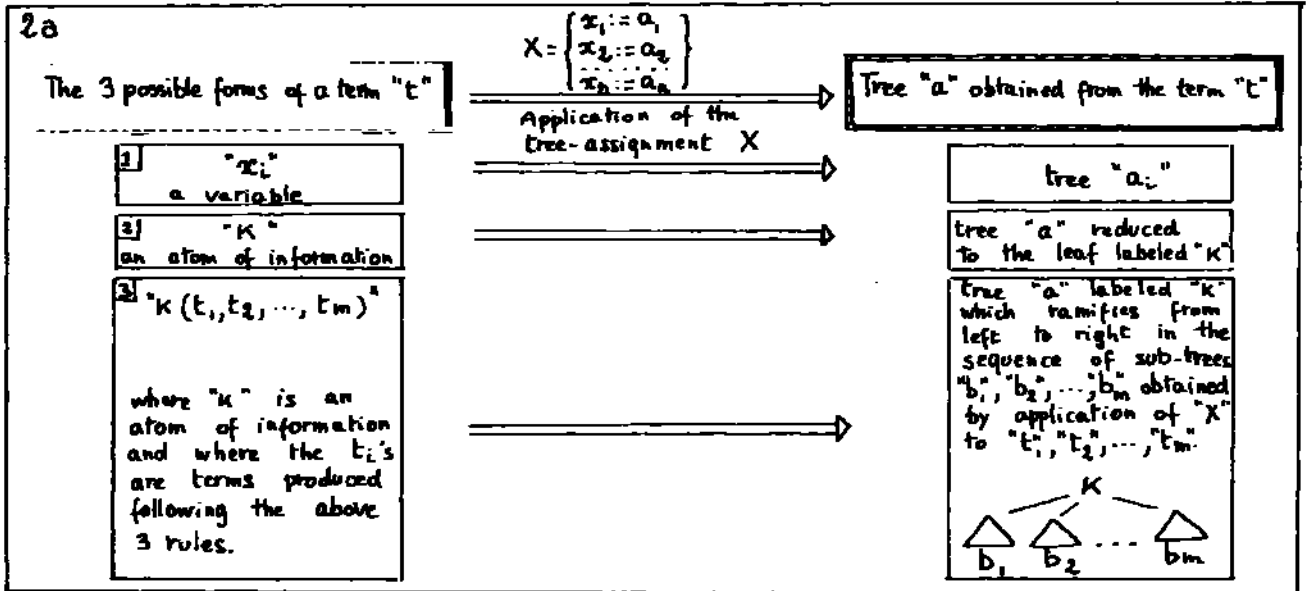 2a
The 3 possible forms of a term "t"
X = { x₁ := a₁
x₂ := a₂
..........
xₙ := aₙ }
Application of the
tree-assignment X
Tree "a" obtained from the term "t"
1 "xᵢ"
a variable
tree "aᵢ"
2 "K"
an atom of information
tree "a" reduced
to the leaf labeled "K"
3 "K (t₁, t₂, ..., tm)"
where "K" is an
atom of information
and where the tᵢ's
are terms produced
following the above
3 rules.
tree "a" labeled "K"
which ramifies from
left to right in the
sequence of sub-trees
"b₁", "b₂", ..., "bm" obtained
by application of "X"
to "t₁", "t₂", ..., "tm".
K
b₁ b₂ .... bm